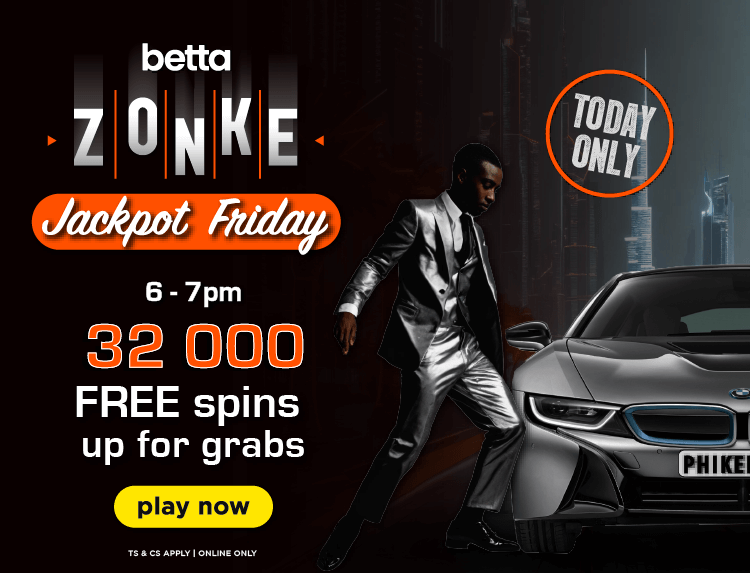 betta
ZONKE
Jackpot Friday
TODAY
ONLY
6 - 7pm
32 000
FREE spins
up for grabs
play now
TS & CS APPLY | ONLINE ONLY